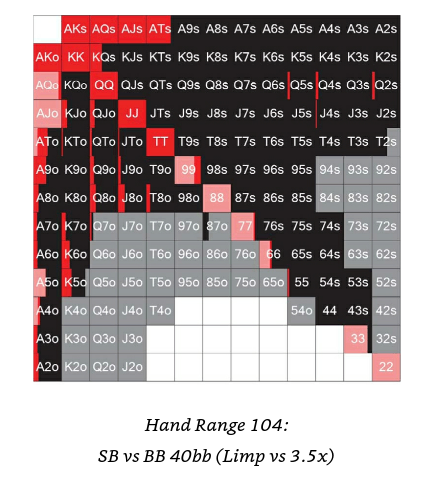 AKs AQs AJs ATs A9s A8s A7s A6s A5s A4s A3s A2s
AKo KK KQs KJs KTs K9s K8s K7s K6s K5s K4s K3s K2s
AQo KQo QQ QJs QTs Q9s Q8s Q7s Q6s Q5s Q4s Q3s Q2s
AJo KJo QJo JJ JTs J9s J8s J7s J6s J5s J4s J3s J2s
ATo KTo QTo JTo TT T9s T8s T7s T6s T5s T4s T3s T2s
A9o K9o Q9o J9o T9o 99 98s 97s 96s 95s 94s 93s 92s
A8o K8o Q8o J8o T8o 98o 88 87s 86s 85s 84s 83s 82s
A7o K7o Q7o J7o T7o 97o 87o 77 76s 75s 74s 73s 72s
A6o K6o Q6o J6o T6o 96o 86o 76o 66 65s 64s 63s 62s
A5o K5o Q5o J5o T5o 95o 85o 75o 65o 55 54s 53s 52s
A4o K4o Q4o J4o T4o 54o 44 43s 42s
A3o K3o Q3o J3o 33 32s
A2o K2o Q2o J2o 22
Hand Range 104:
SB vs BB 40bb (Limp vs 3.5x)